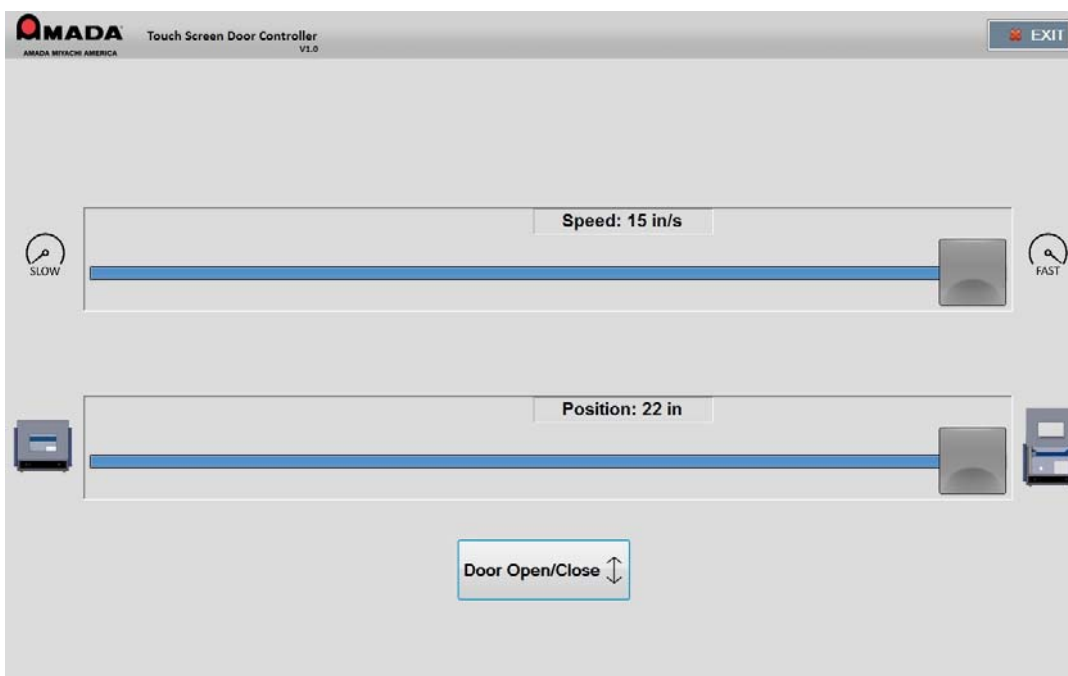 AMADA
AMADA MIYACHI AMERICA
Touch Screen Door Controller
V1.0
EXIT
Speed: 15 in/s
SLOW
FAST
Position: 22 in
Door Open/Close